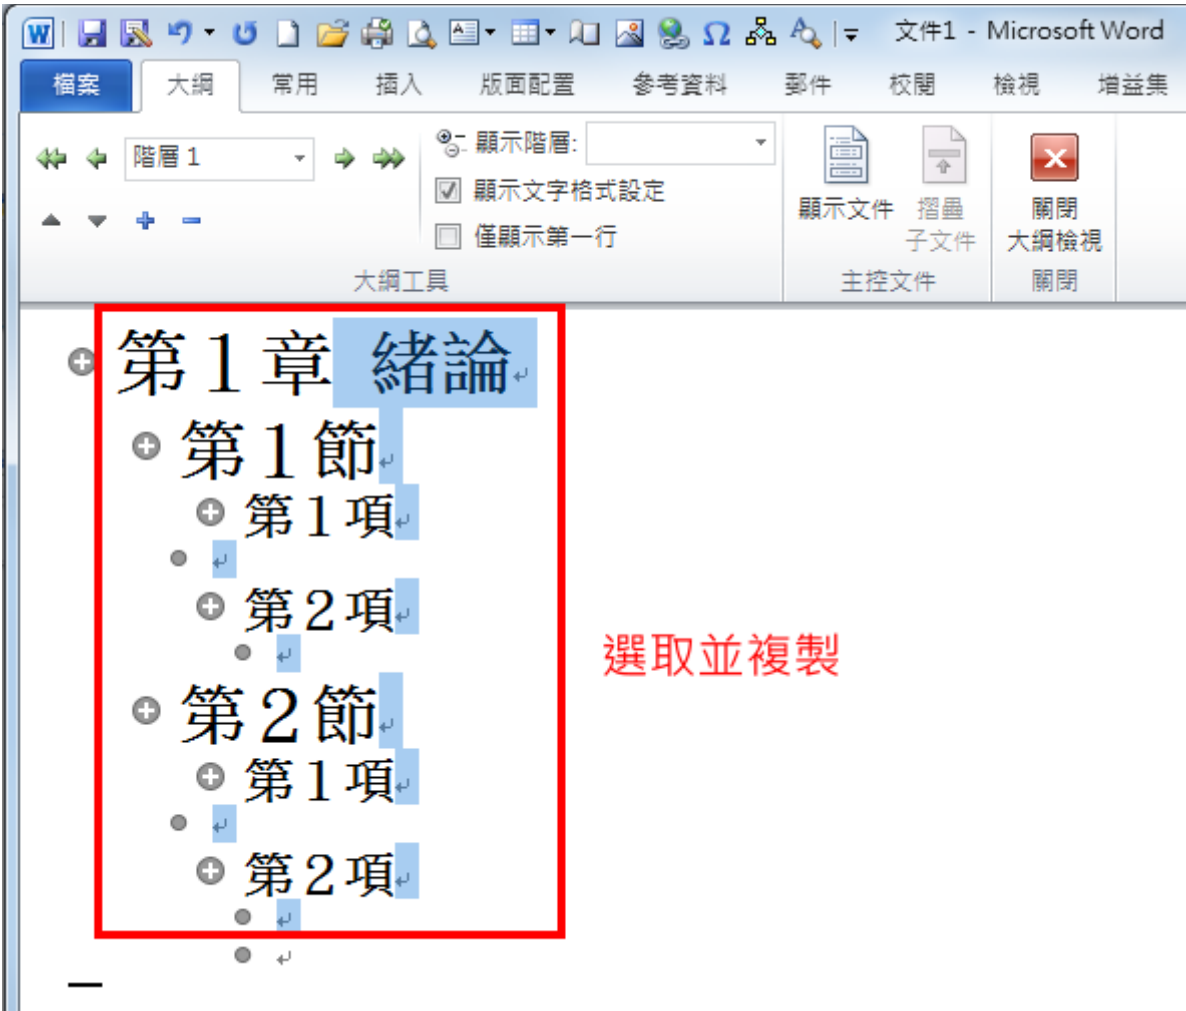 文件1 - Microsoft Word
檔案 大綱 常用 插入 版面配置 參考資料 郵件 校閱 檢視 增益集
階層 1
顯示階層:
顯示文字格式設定
僅顯示第一行
大綱工具
顯示文件
摺疊
子文件
主控文件
關閉
大綱檢視
關閉
第1章 緒論
第1節
第1項
第2項
第2節
第1項
第2項
選取並複製